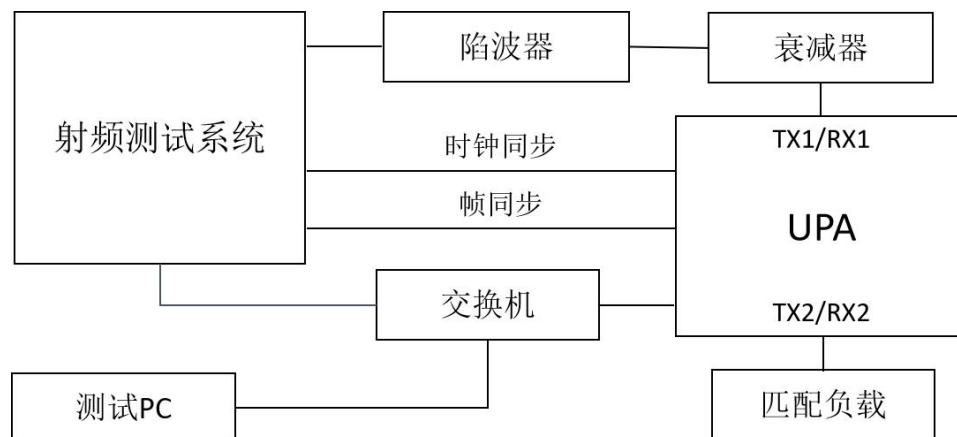 陷波器
衰减器
射频测试系统
TX1/RX1
时钟同步
帧同步
UPA
交换机
TX2/RX2
测试PC
匹配负载